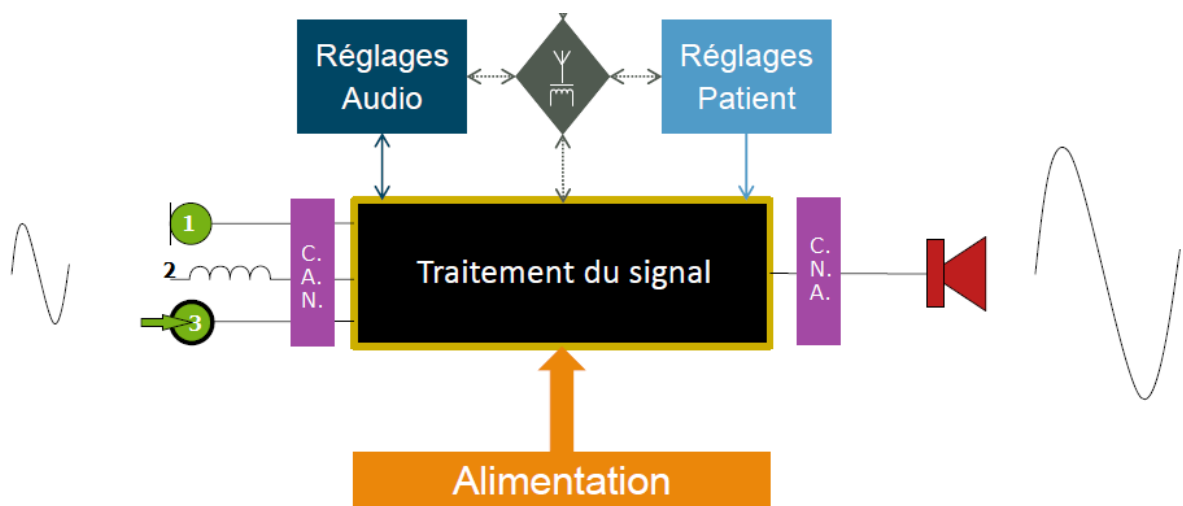 Réglages
Audio
Réglages
Patient
1
2
3
C.
A.
N.
Traitement du signal
C.
N.
A.
Alimentation